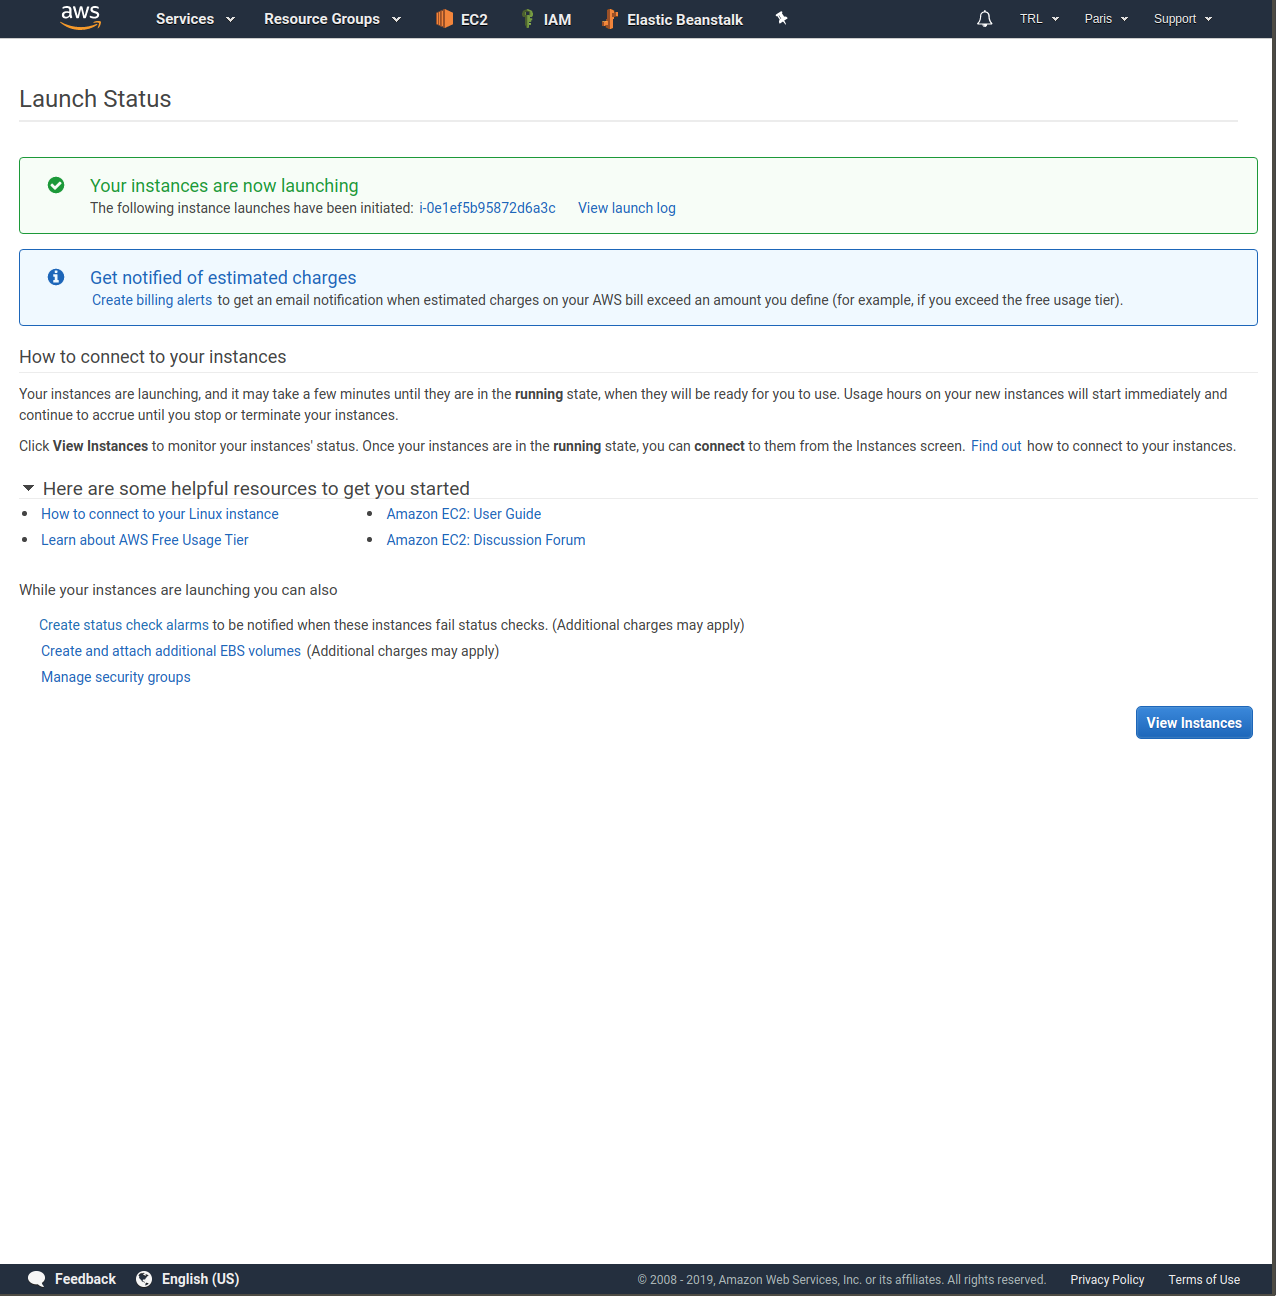 aws Services Resource Groups EC2 IAM Elastic Beanstalk TRL Paris Support
Launch Status
Your instances are now launching
The following instance launches have been initiated: i-0e1ef5b95872d6a3c View launch log
Get notified of estimated charges
Create billing alerts to get an email notification when estimated charges on your AWS bill exceed an amount you define (for example, if you exceed the free usage tier).
How to connect to your instances
Your instances are launching, and it may take a few minutes until they are in the running state, when they will be ready for you to use. Usage hours on your new instances will start immediately and
continue to accrue until you stop or terminate your instances.
Click View Instances to monitor your instances' status. Once your instances are in the running state, you can connect to them from the Instances screen. Find out how to connect to your instances.
Here are some helpful resources to get you started
How to connect to your Linux instance
Learn about AWS Free Usage Tier
Amazon EC2: User Guide
Amazon EC2: Discussion Forum
While your instances are launching you can also
Create status check alarms to be notified when these instances fail status checks. (Additional charges may apply)
Create and attach additional EBS volumes (Additional charges may apply)
Manage security groups
View Instances
Feedback English (US) © 2008 - 2019, Amazon Web Services, Inc. or its affiliates. All rights reserved. Privacy Policy Terms of Use